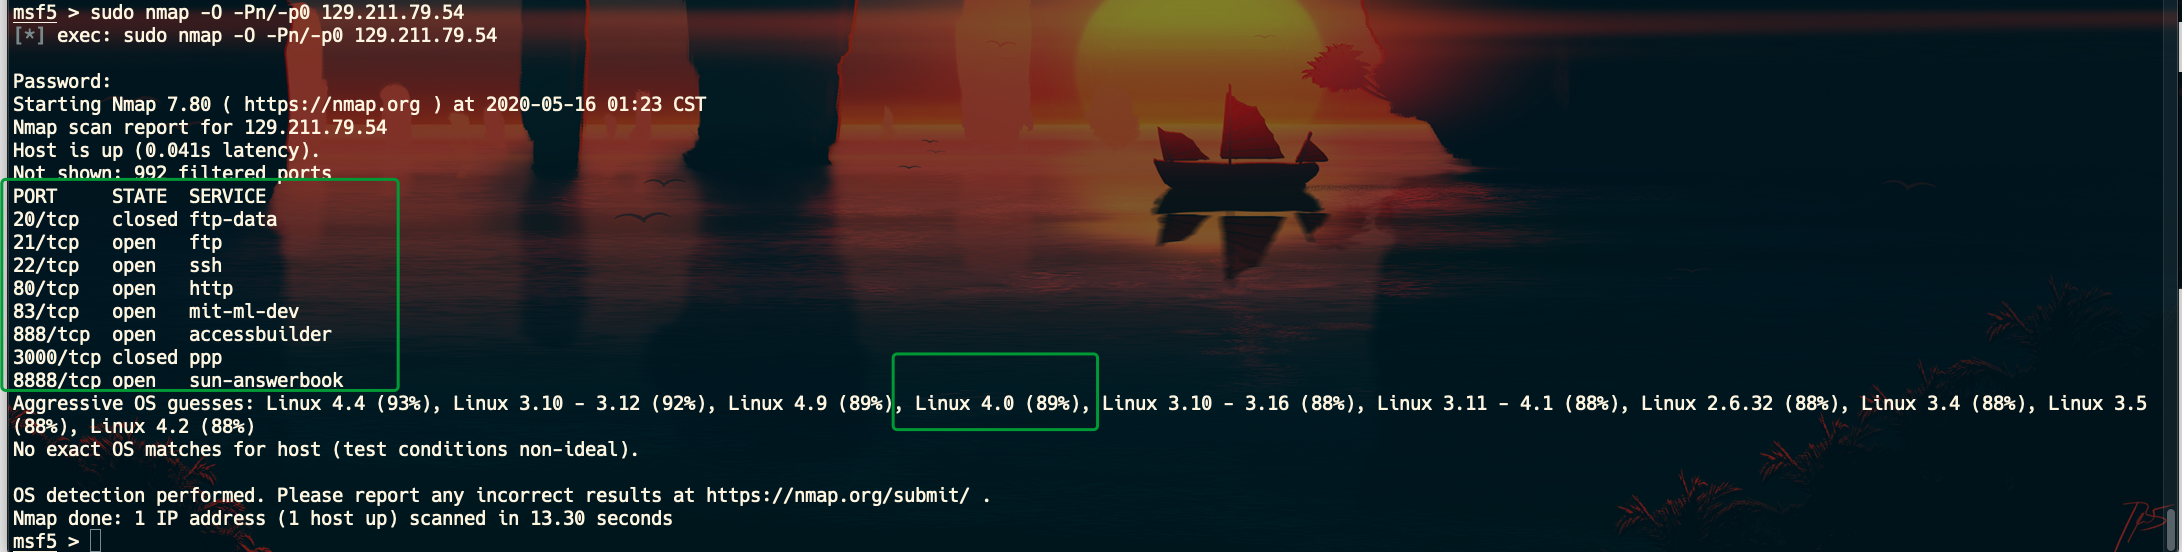 msf5 > sudo nmap -O -Pn/-p0 129.211.79.54
[*] exec: sudo nmap -O -Pn/-p0 129.211.79.54
Password:
Starting Nmap 7.80 ( https://nmap.org ) at 2020-05-16 01:23 CST
Nmap scan report for 129.211.79.54
Host is up (0.041s latency).
Not shown: 992 filtered ports
PORT     STATE  SERVICE
20/tcp   closed ftp-data
21/tcp   open   ftp
22/tcp   open   ssh
80/tcp   open   http
83/tcp   open   mit-ml-dev
888/tcp  open   accessbuilder
3000/tcp closed ppp
8888/tcp open   sun-answerbook
Aggressive OS guesses: Linux 4.4 (93%), Linux 3.10 - 3.12 (92%), Linux 4.9 (89%), Linux 4.0 (89%), Linux 3.10 - 3.16 (88%), Linux 3.11 - 4.1 (88%), Linux 2.6.32 (88%), Linux 3.4 (88%), Linux 3.5
(88%), Linux 4.2 (88%)
No exact OS matches for host (test conditions non-ideal).
OS detection performed. Please report any incorrect results at https://nmap.org/submit/ .
Nmap done: 1 IP address (1 host up) scanned in 13.30 seconds
msf5 >